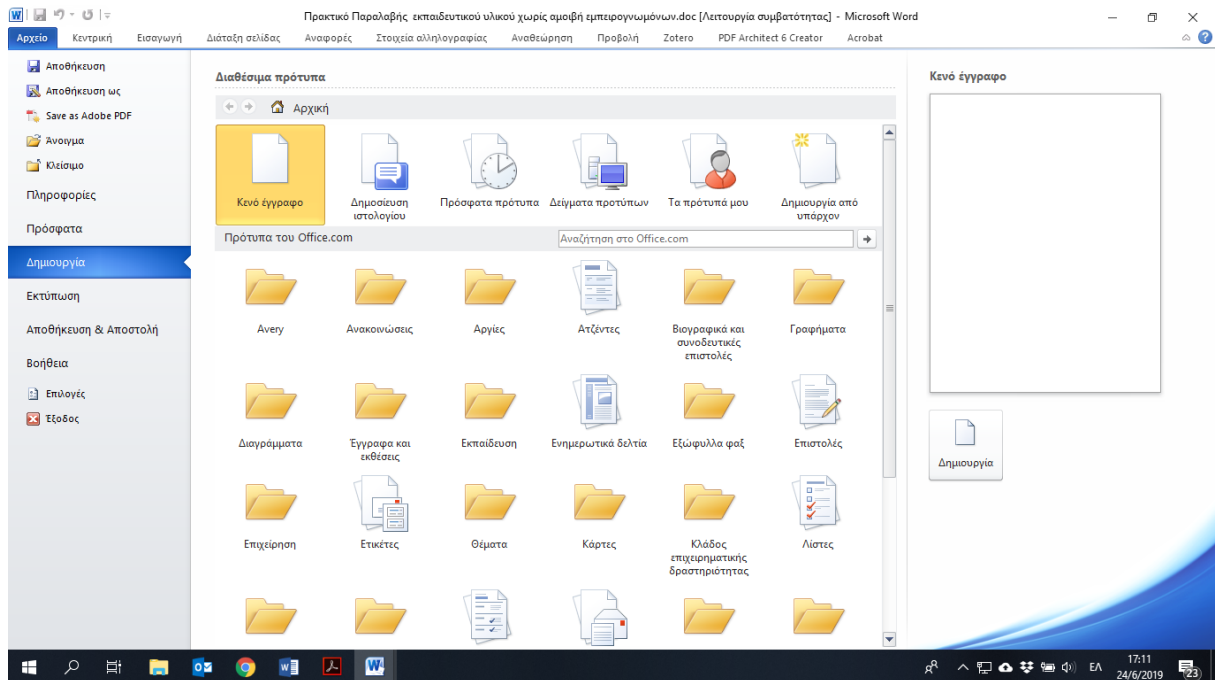 Πρακτικό Παραλαβής εκπαιδευτικού υλικού χωρίς αμοιβή εμπειρογνωμόνων.doc [Λειτουργία συμβατότητας] - Microsoft Word
Αρχείο Κεντρική Εισαγωγή Διάταξη σελίδας Αναφορές Στοιχεία αλληλογραφίας Αναθεώρηση Προβολή Zotero PDF Architect 6 Creator Acrobat
Αποθήκευση
Αποθήκευση ως
Save as Adobe PDF
Άνοιγμα
Κλείσιμο
Πληροφορίες
Πρόσφατα
Δημιουργία
Εκτύπωση
Αποθήκευση & Αποστολή
Βοήθεια
Επιλογές
Έξοδος
Διαθέσιμα πρότυπα
Αρχική
Κενό έγγραφο
Δημοσίευση
ιστολογίου
Πρόσφατα πρότυπα
Δείγματα προτύπων
Τα πρότυπά μου
Δημιουργία από
υπάρχον
Πρότυπα του Office.com
Αναζήτηση στο Office.com
Avery
Ανακοινώσεις
Αργίες
Ατζέντες
Βιογραφικά και
συνοδευτικές
επιστολές
Γραφήματα
Διαγράμματα
Έγγραφα και
εκθέσεις
Εκπαίδευση
Ενημερωτικά δελτία
Εξώφυλλα φαξ
Επιστολές
Επιχείρηση
Ετικέτες
Θέματα
Κάρτες
Κλάδος
επιχειρηματικής
δραστηριότητας
Λίστες
Κενό έγγραφο
Δημιουργία
ΕΛ
17:11
24/6/2019
23